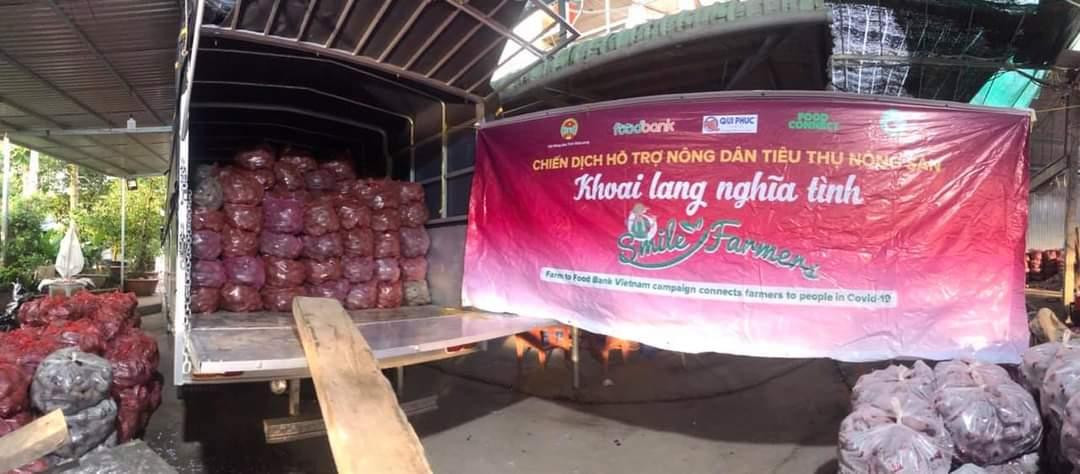 foodbank
QUI PHUC
FOOD CONNECT
CHIẾN DỊCH HỖ TRỢ NÔNG DÂN TIÊU THỤ NÔNG SẢN
Khoai lang nghĩa tình
Smile Farmers
Farm to Food Bank Vietnam campaign connects farmers to people in Covid-19